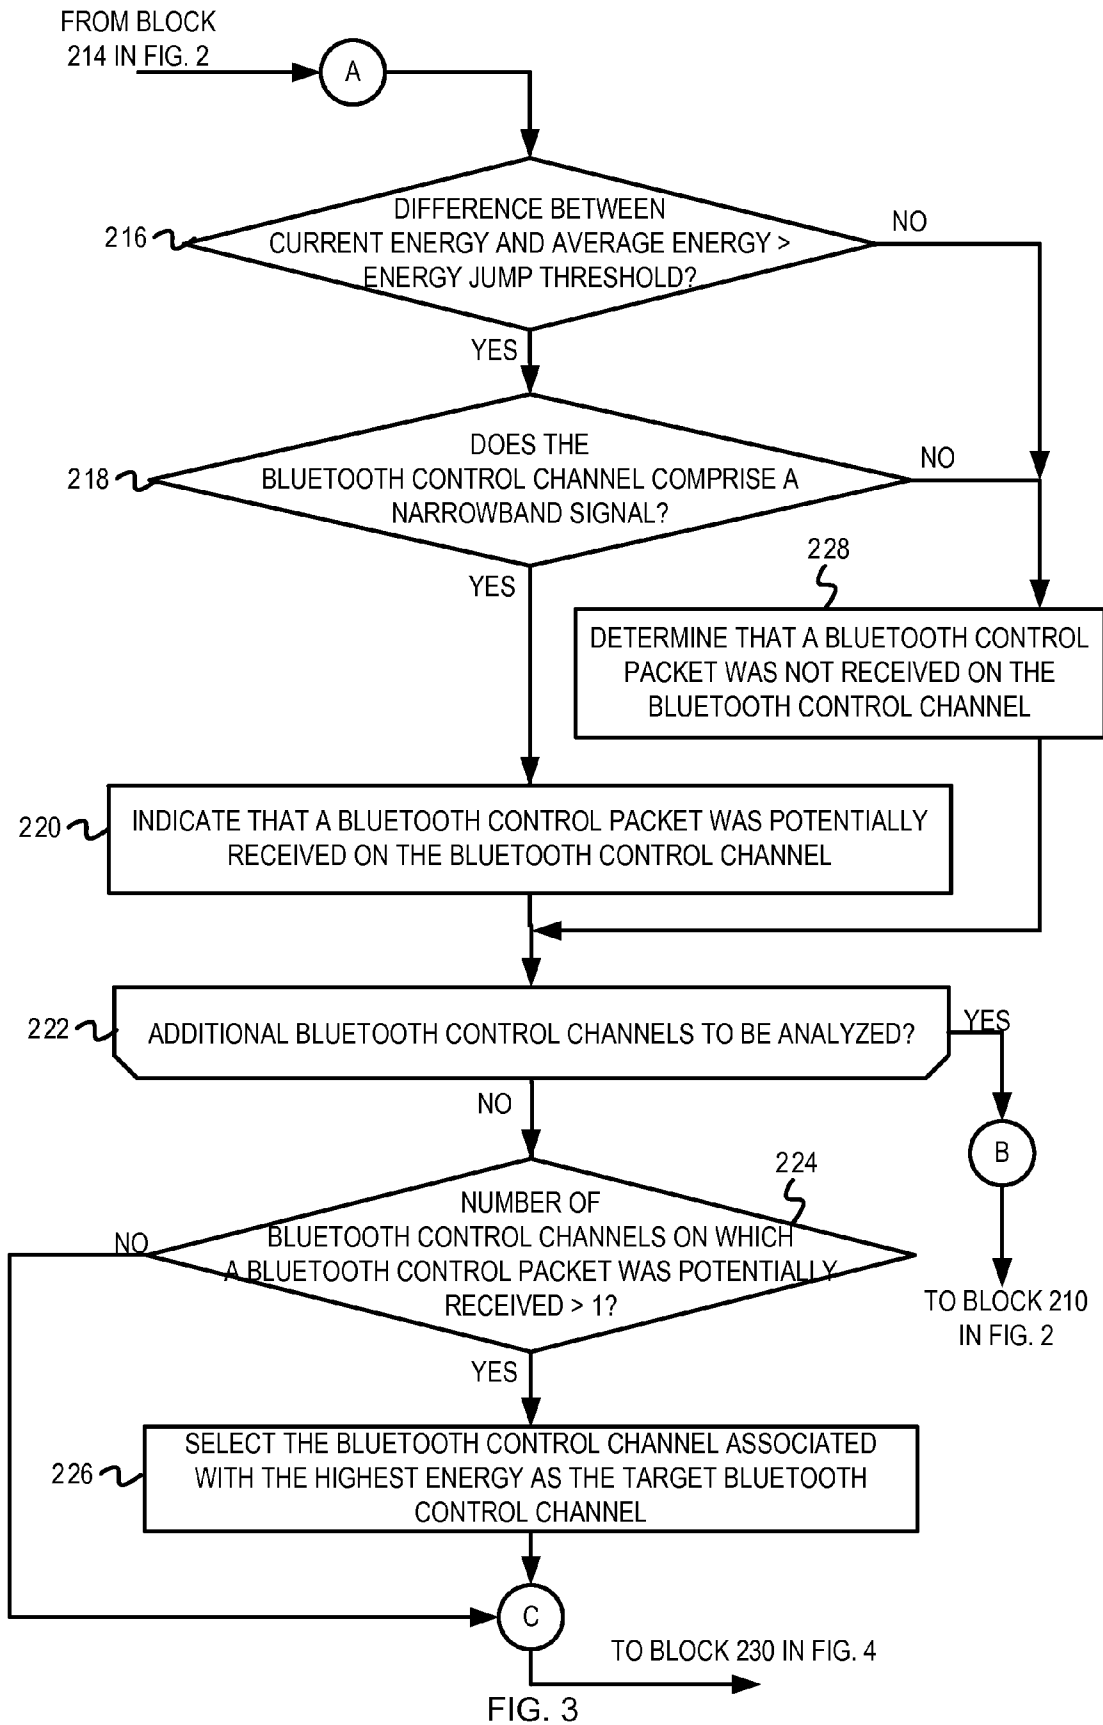 FROM BLOCK
214 IN FIG. 2
A
DIFFERENCE BETWEEN
CURRENT ENERGY AND AVERAGE ENERGY >
ENERGY JUMP THRESHOLD?
216
NO
YES
DOES THE
BLUETOOTH CONTROL CHANNEL COMPRISE A
NARROWBAND SIGNAL?
218
NO
YES
228
DETERMINE THAT A BLUETOOTH CONTROL
PACKET WAS NOT RECEIVED ON THE
BLUETOOTH CONTROL CHANNEL
220
INDICATE THAT A BLUETOOTH CONTROL PACKET WAS POTENTIALLY
RECEIVED ON THE BLUETOOTH CONTROL CHANNEL
222
ADDITIONAL BLUETOOTH CONTROL CHANNELS TO BE ANALYZED?
YES
NO
B
TO BLOCK 210
IN FIG. 2
224
NUMBER OF
BLUETOOTH CONTROL CHANNELS ON WHICH
A BLUETOOTH CONTROL PACKET WAS POTENTIALLY
RECEIVED > 1?
NO
YES
226
SELECT THE BLUETOOTH CONTROL CHANNEL ASSOCIATED
WITH THE HIGHEST ENERGY AS THE TARGET BLUETOOTH
CONTROL CHANNEL
C
TO BLOCK 230 IN FIG. 4
FIG. 3